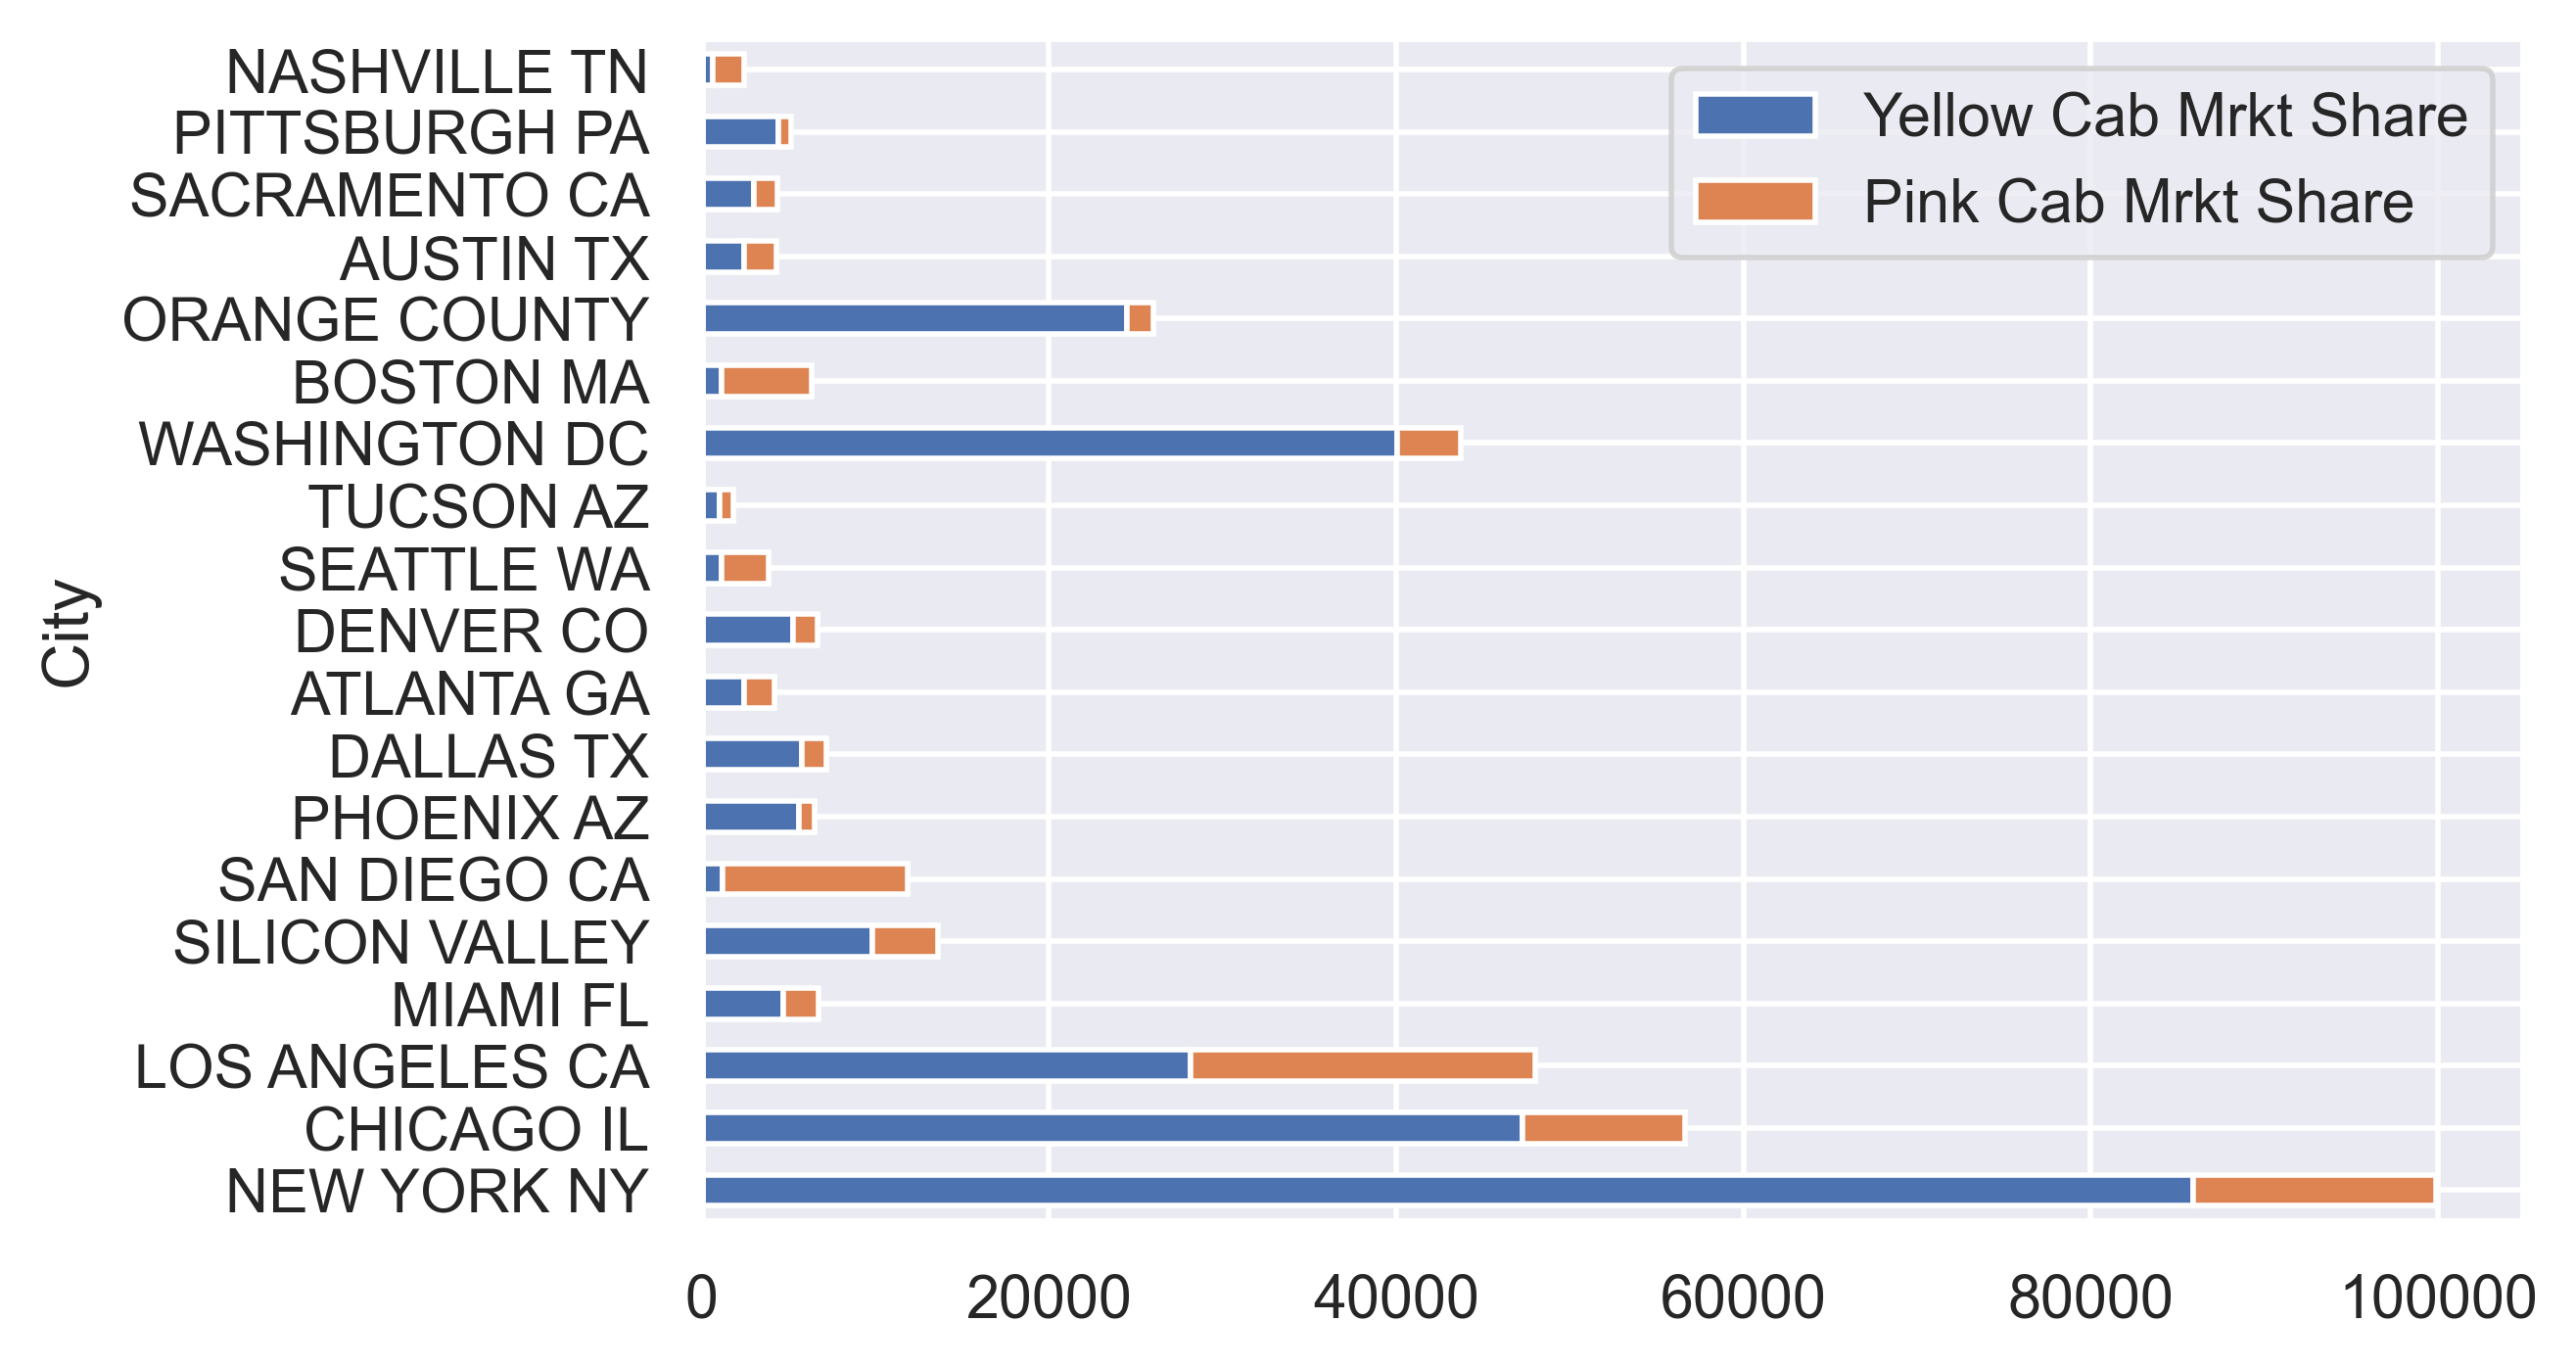 NASHVILLE TN
PITTSBURGH PA
SACRAMENTO CA
AUSTIN TX
ORANGE COUNTY
BOSTON MA
WASHINGTON DC
TUCSON AZ
SEATTLE WA
DENVER CO
ATLANTA GA
DALLAS TX
PHOENIX AZ
SAN DIEGO CA
SILICON VALLEY
MIAMI FL
LOS ANGELES CA
CHICAGO IL
NEW YORK NY
City
Yellow Cab Mrkt Share
Pink Cab Mrkt Share
0 20000 40000 60000 80000 100000